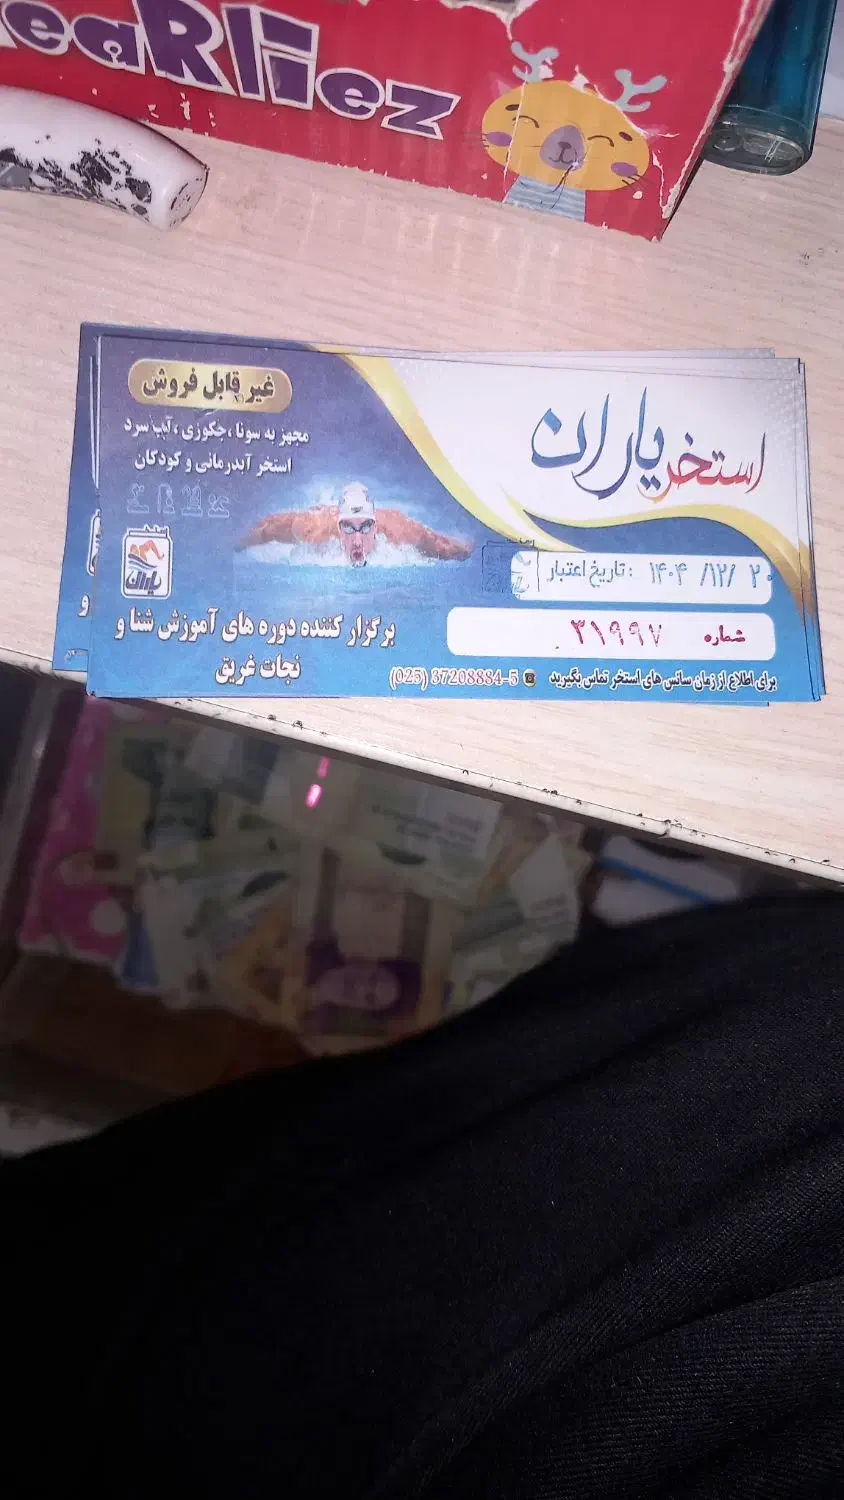 eaRliez
غیر قابل فروش
مجهز به سونا ،جکوزی ،آب سرد
استخر آبدرمانی و کودکان
استخر یاران
تاریخ اعتبار : ۱۴۰۴ /۱۲/ ۲۰
شماره ۳۱۹۹۷
یاران
برگزار کننده دوره های آموزش شنا و
نجات غریق
برای اطلاع از زمان سانس های استخر تماس بگیرید (025) 37208884-5
و